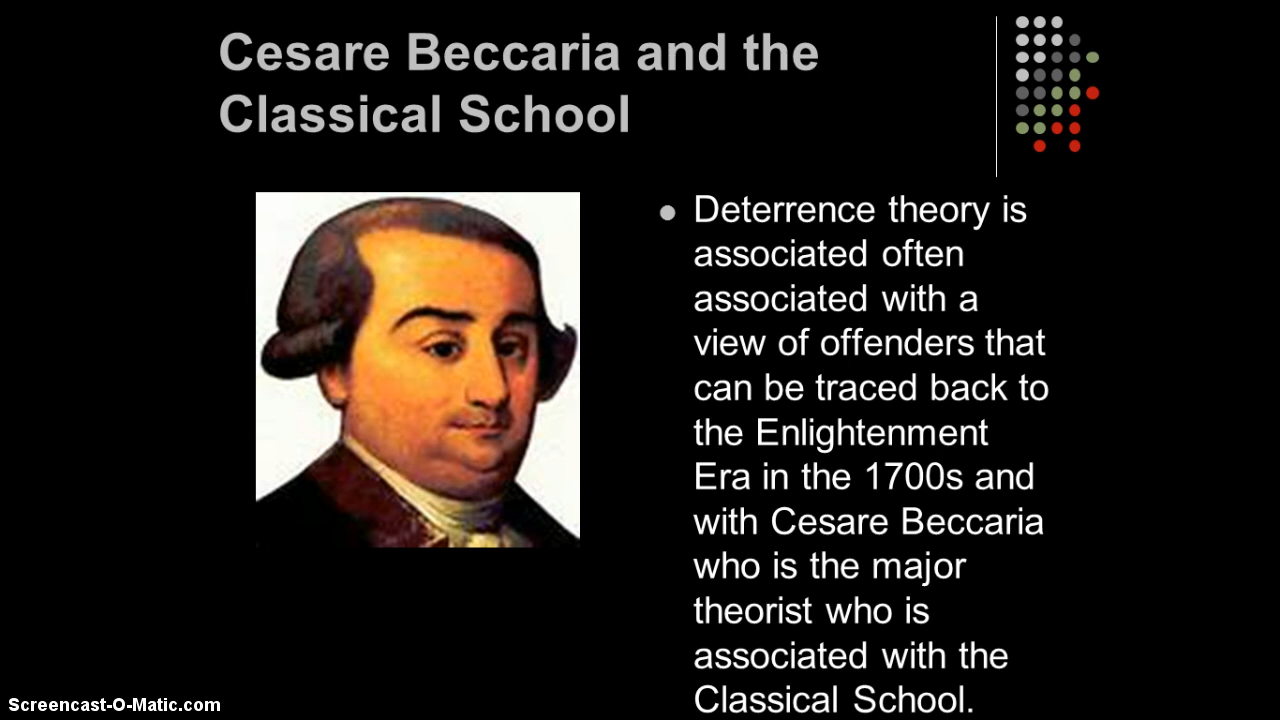 Cesare Beccaria and the
Classical School
Deterrence theory is
associated often
associated with a
view of offenders that
can be traced back to
the Enlightenment
Era in the 1700s and
with Cesare Beccaria
who is the major
theorist who is
associated with the
Classical School.
Screencast-O-Matic.com